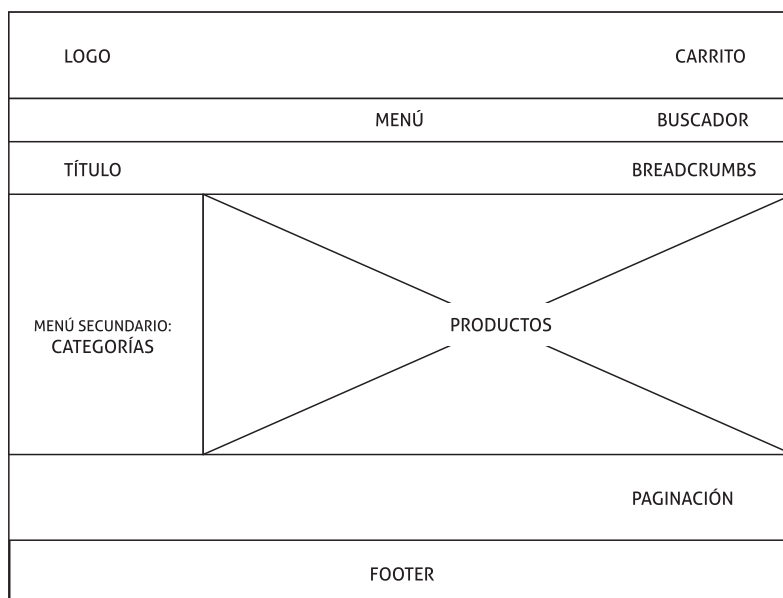 LOGO
CARRITO
MENÚ
BUSCADOR
TÍTULO
BREADCRUMBS
MENÚ SECUNDARIO:
CATEGORÍAS
PRODUCTOS
PAGINACIÓN
FOOTER